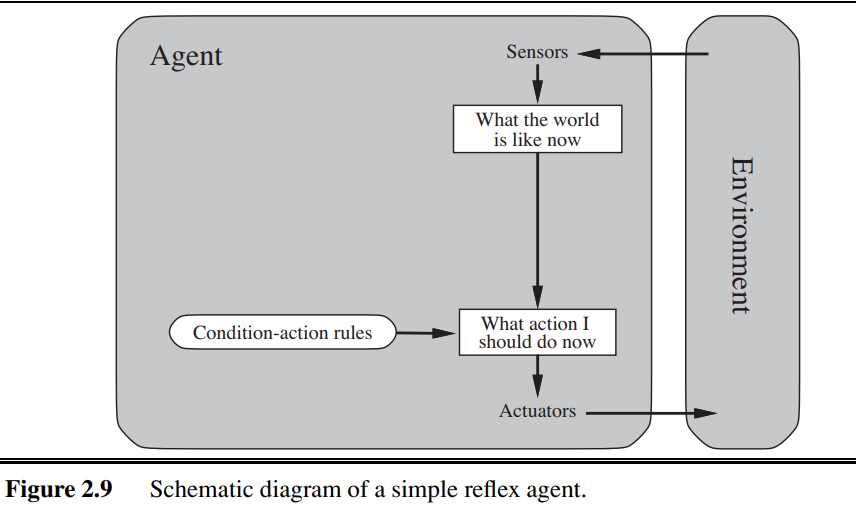 Agent
Sensors
What the world
is like now
Environment
Condition-action rules
What action I
should do now
Actuators
Figure 2.9 Schematic diagram of a simple reflex agent.